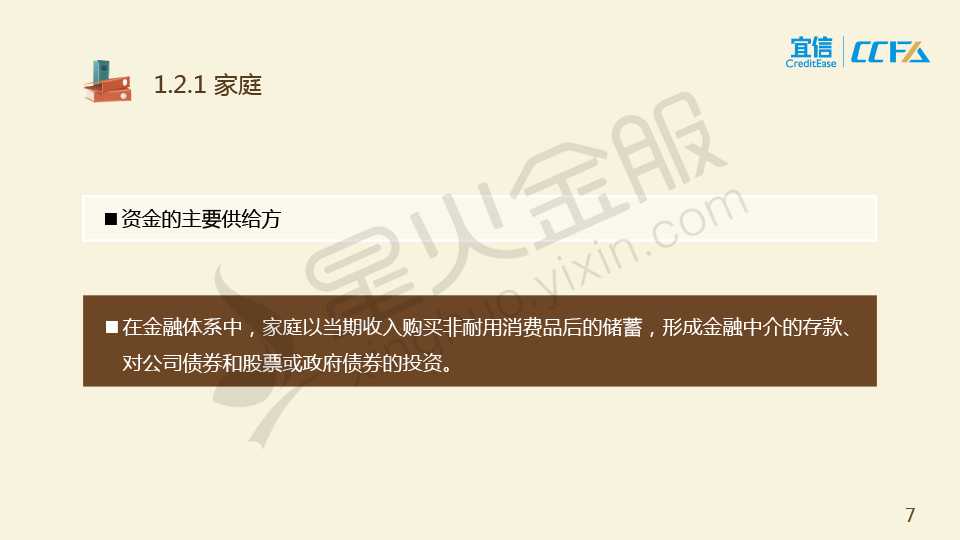 宜信
CreditEase
CCFA
1.2.1 家庭
■资金的主要供给方
■在金融体系中，家庭以当期收入购买非耐用消费品后的储蓄，形成金融中介的存款、
对公司债券和股票或政府债券的投资。
星火金服
xinghuo.yixin.com
7